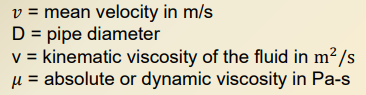 𝑣 = mean velocity in m/s
D = pipe diameter
v = kinematic viscosity of the fluid in m²/s
𝜇 = absolute or dynamic viscosity in Pa-s